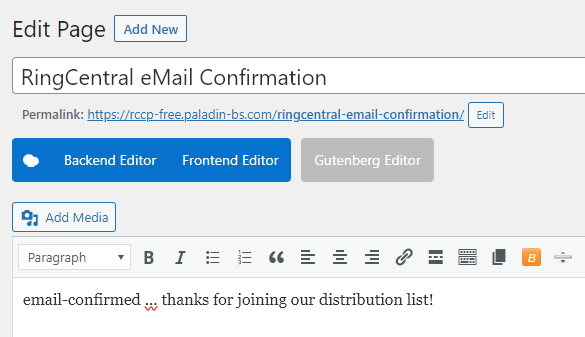 Edit Page Add New
RingCentral eMail Confirmation
Permalink: https://rccp-free.paladin-bs.com/ringcentral-email-confirmation/ Edit
Backend Editor Frontend Editor Gutenberg Editor
Add Media
Paragraph B I B
email-confirmed ... thanks for joining our distribution list!